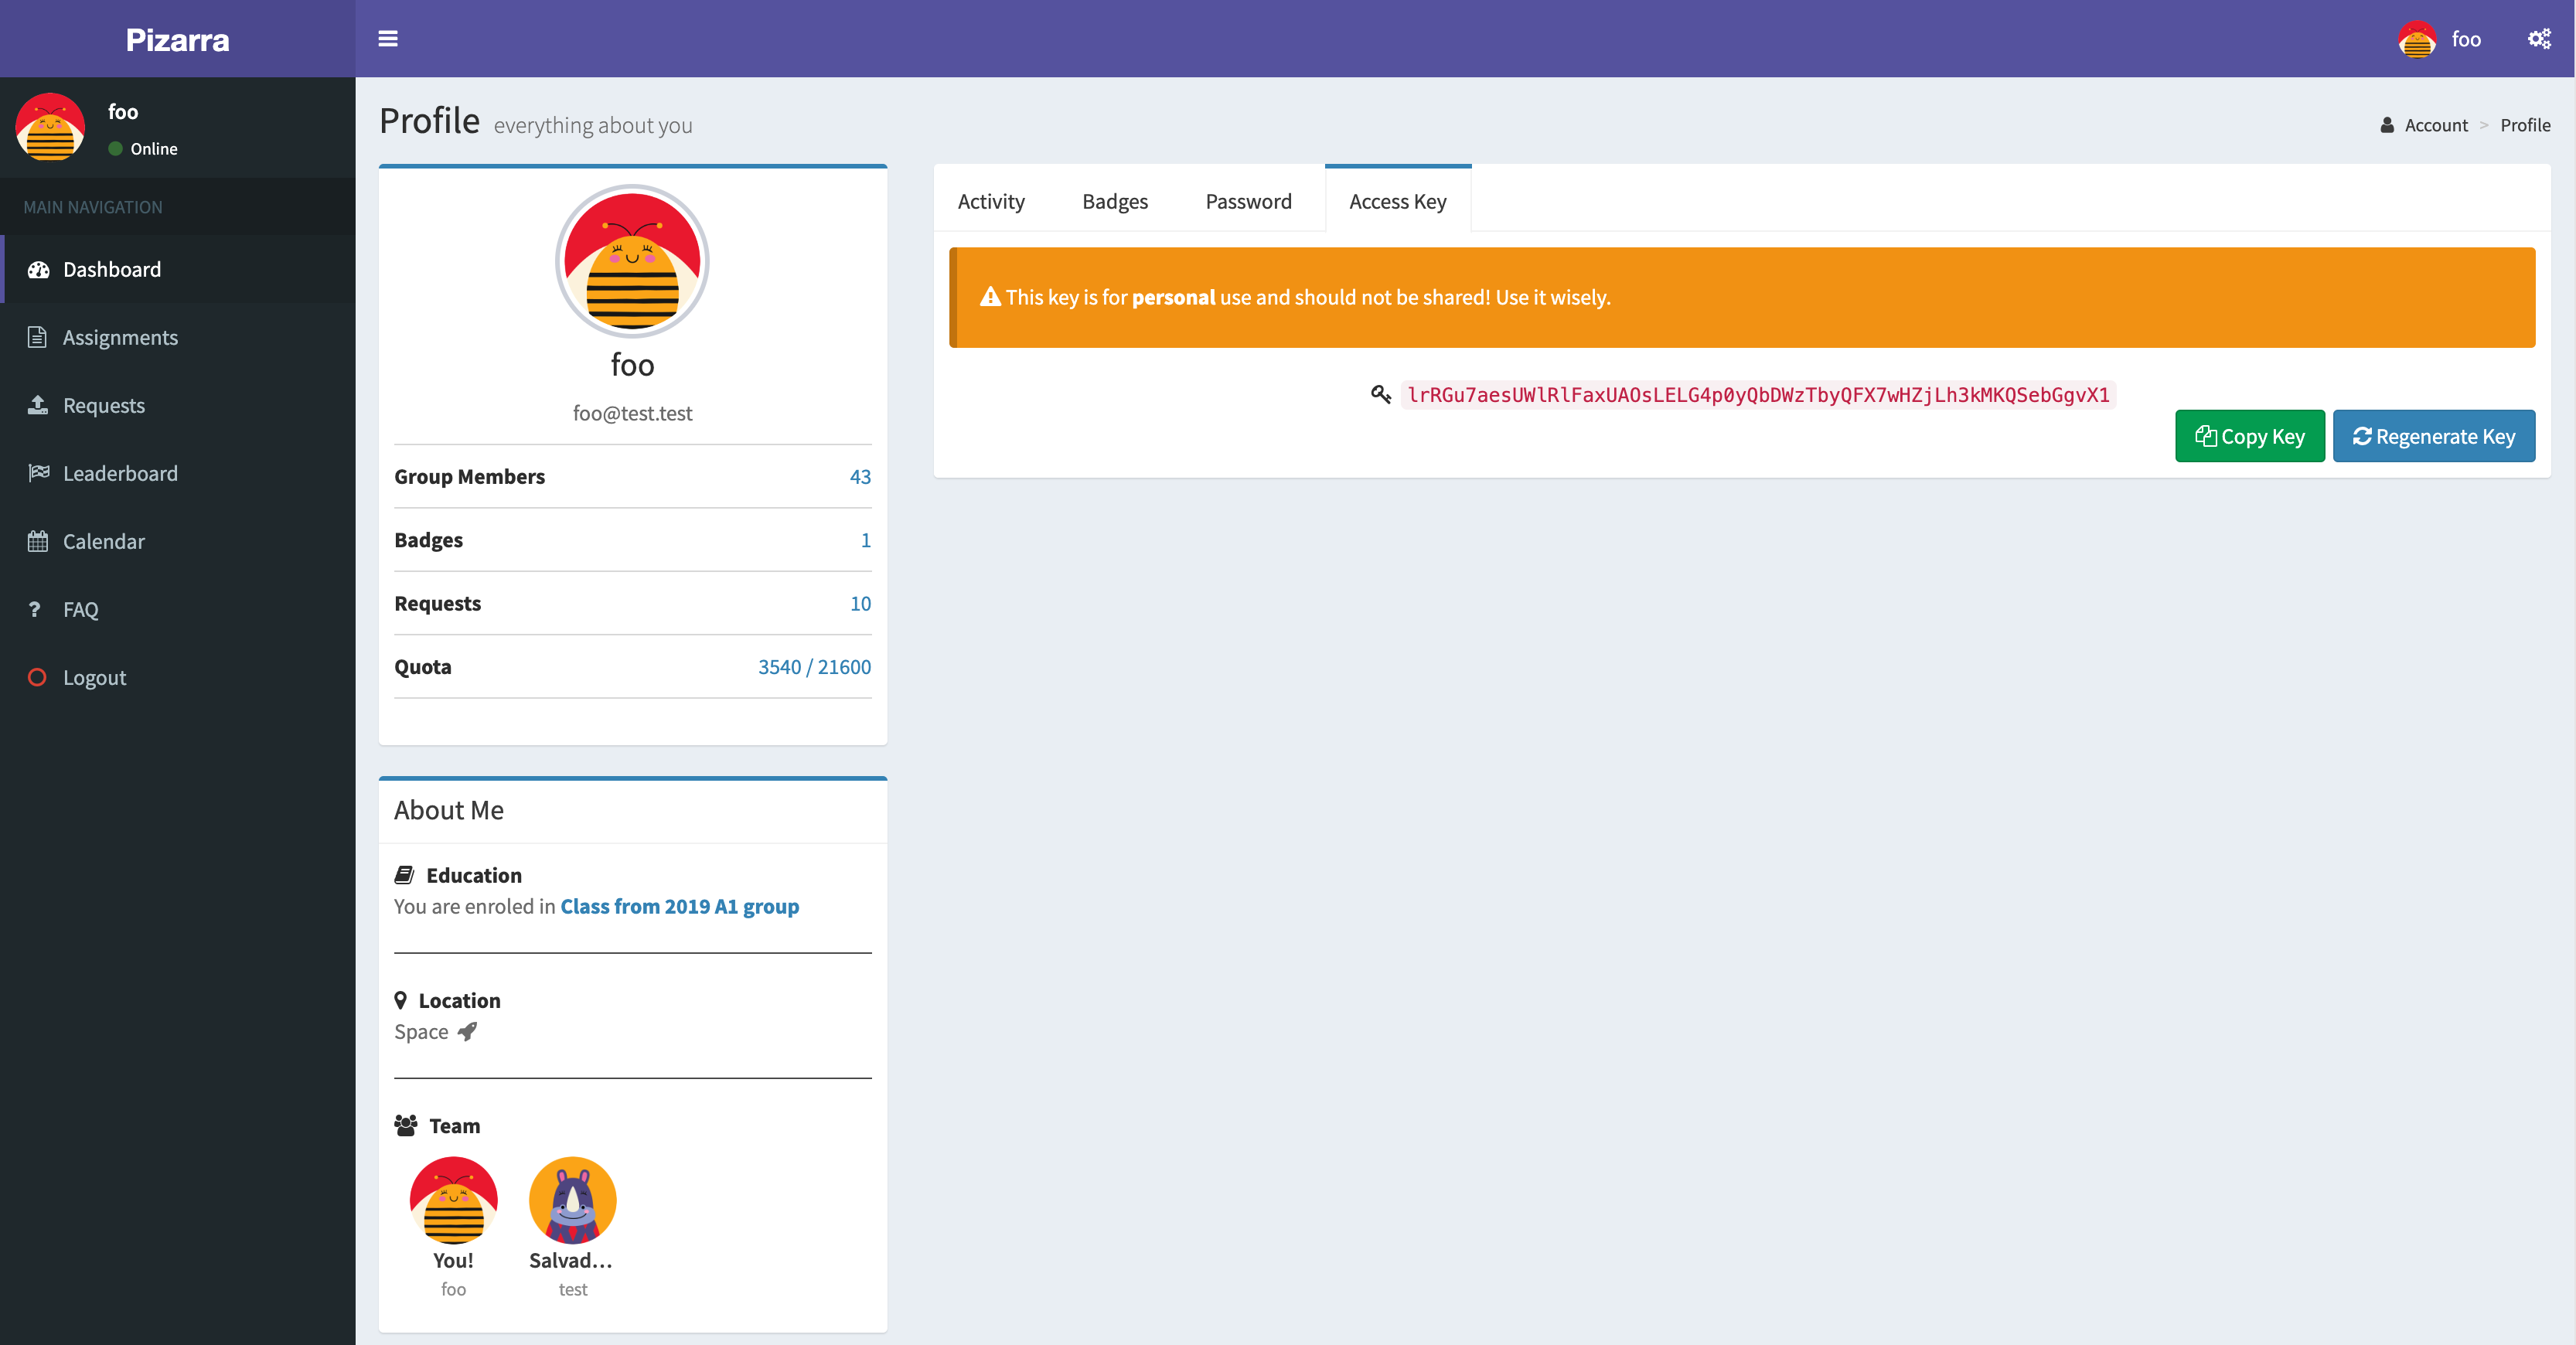 Pizarra
foo
foo
Online
MAIN NAVIGATION
Dashboard
Assignments
Requests
Leaderboard
Calendar
FAQ
Logout
Profile everything about you
Account > Profile
foo
foo@test.test
Group Members 43
Badges 1
Requests 10
Quota 3540 / 21600
About Me
Education
You are enroled in Class from 2019 A1 group
Location
Space
Team
You!
foo
Salvad...
test
Activity Badges Password Access Key
This key is for personal use and should not be shared! Use it wisely.
lrRGu7aesUWlRlFaxUAOsLELG4p0yQbDWzTbyQFX7wHZjLh3kMKQSebGgvX1
Copy Key Regenerate Key